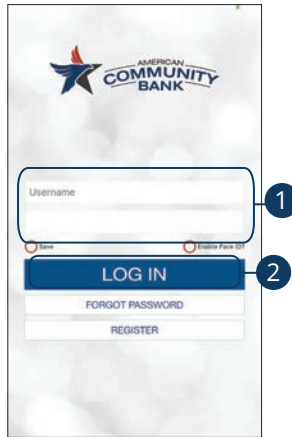 AMERICAN
COMMUNITY
BANK
Username
1
Save Enable Face ID?
LOG IN
2
FORGOT PASSWORD
REGISTER